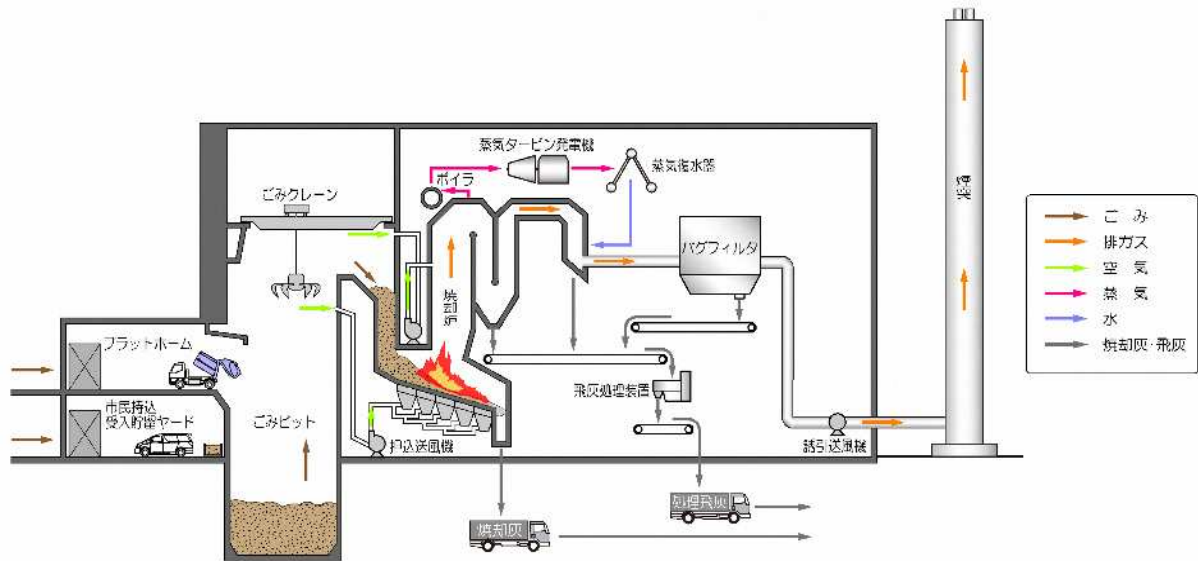 蒸気タービン発電機
蒸気復水器
ボイラ
ごみクレーン
バグフィルタ
煙突
ごみ
排ガス
空気
蒸気
水
焼却灰・飛灰
焼却炉
プラットホーム
飛灰処理装置
市民持込
受入貯留ヤード
ごみピット
押込送風機
誘引送風機
処理飛灰
焼却灰